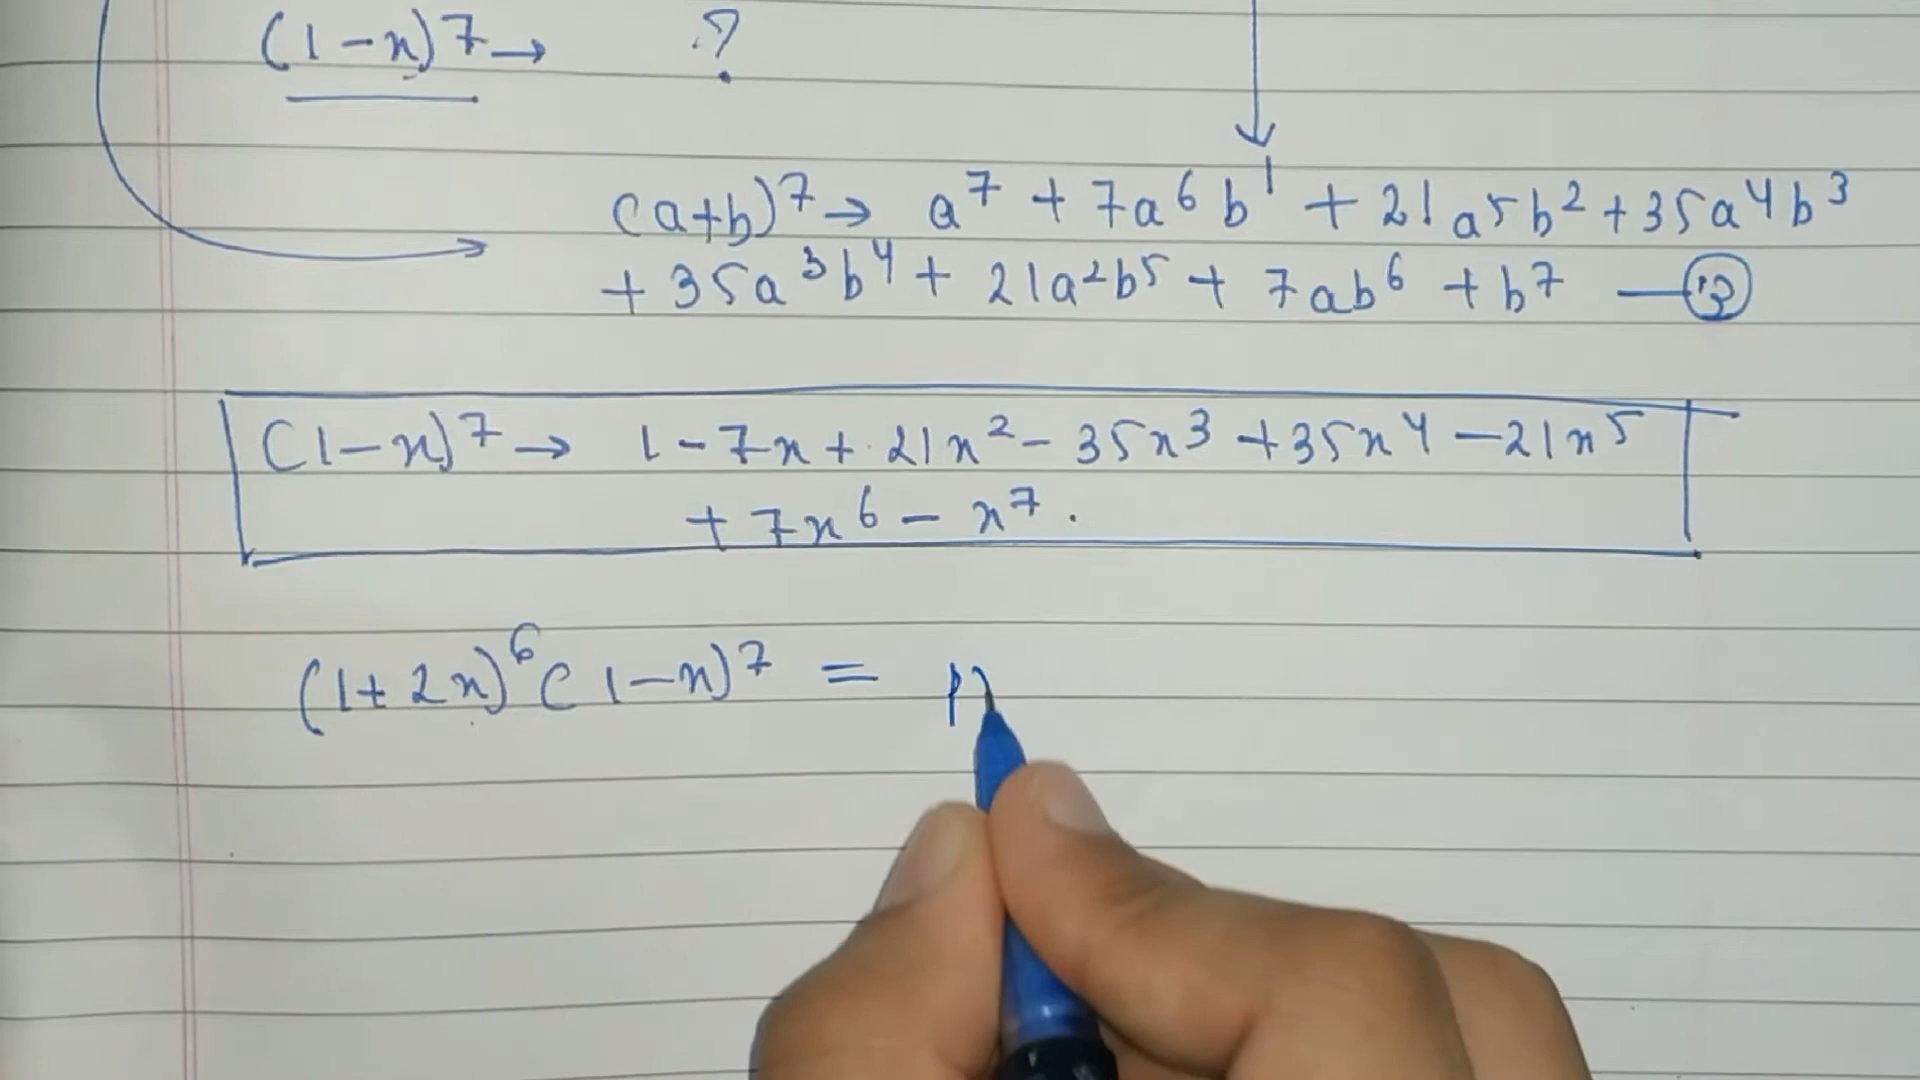 (1-x)⁷→ ?
(a+b)⁷→ a⁷ + 7a⁶b¹ + 21a⁵b² + 35a⁴b³
+ 35a³b⁴ + 21a²b⁵ + 7ab⁶ + b⁷
(1-x)⁷→ 1 - 7x + 21x² - 35x³ + 35x⁴ - 21x⁵
+ 7x⁶ - x⁷.
(1+2x)⁶(1-x)⁷ =